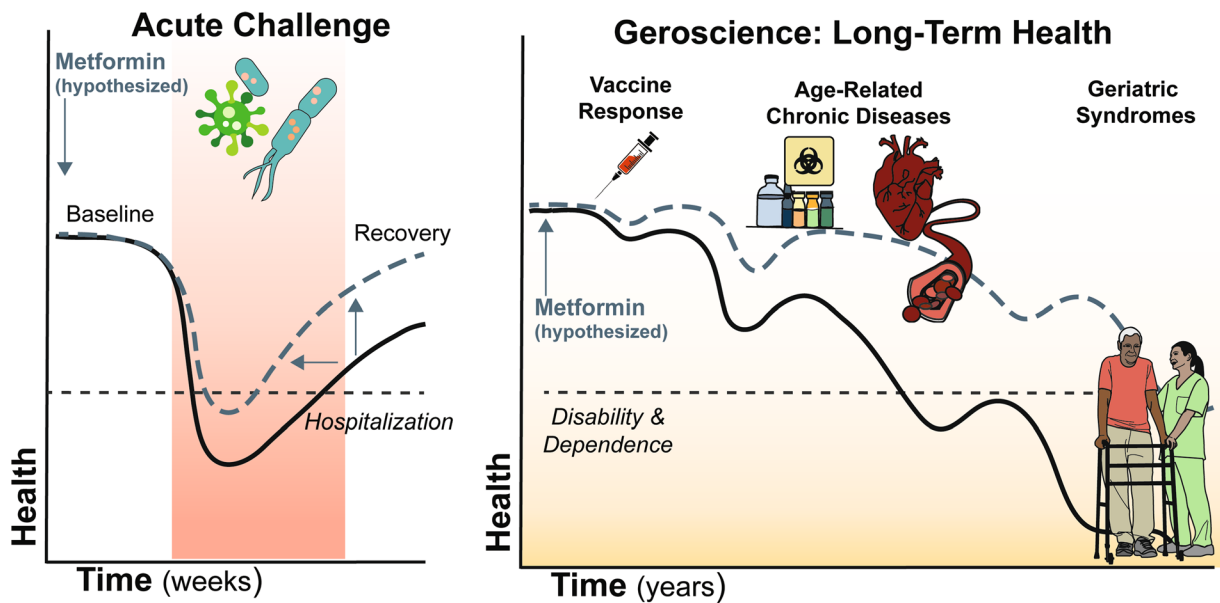 Acute Challenge
Metformin
(hypothesized)
Baseline
Recovery
Hospitalization
Health
Time (weeks)
Geroscience: Long-Term Health
Vaccine
Response
Age-Related
Chronic Diseases
Geriatric
Syndromes
Metformin
(hypothesized)
Disability &
Dependence
Health
Time (years)